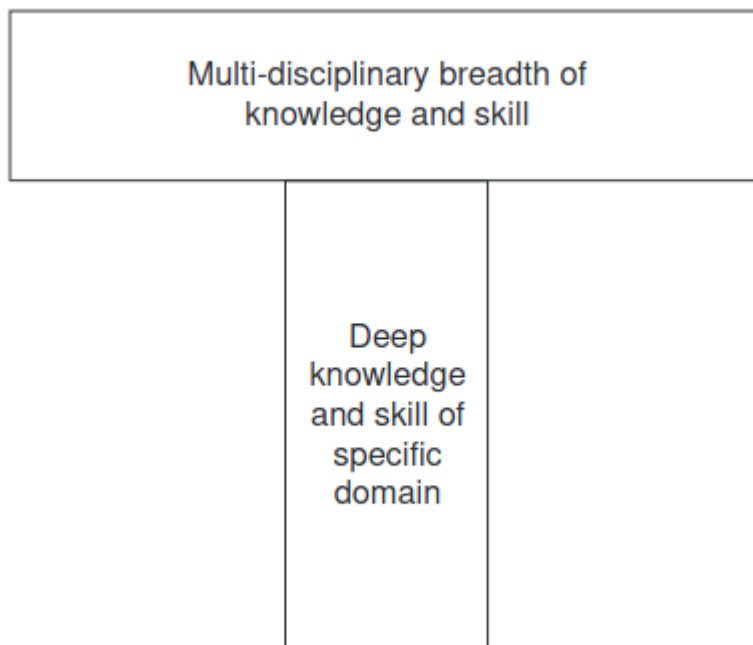 Multi-disciplinary breadth of
knowledge and skill
Deep
knowledge
and skill of
specific
domain